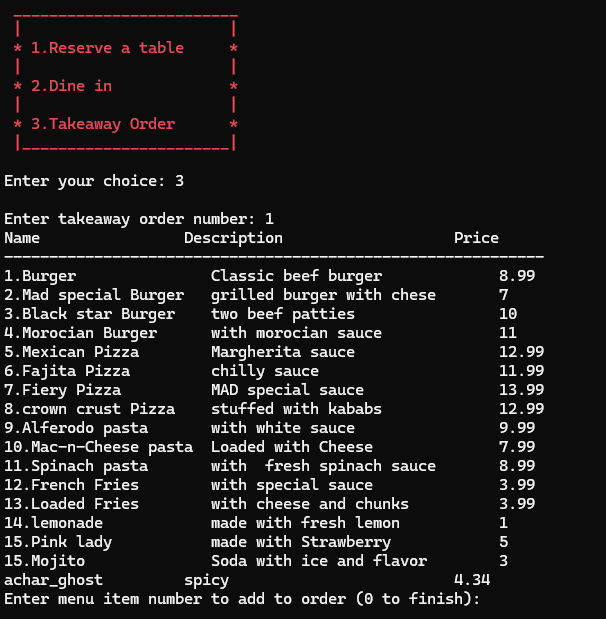 * 1.Reserve a table *
* 2.Dine in *
* 3.Takeaway Order *
Enter your choice: 3
Enter takeaway order number: 1
Name Description Price
------------------------------------------------------------
1.Burger Classic beef burger 8.99
2.Mad special Burger grilled burger with chese 7
3.Black star Burger two beef patties 10
4.Morocian Burger with morocian sauce 11
5.Mexican Pizza Margherita sauce 12.99
6.Fajita Pizza chilly sauce 11.99
7.Fiery Pizza MAD special sauce 13.99
8.crown crust Pizza stuffed with kababs 12.99
9.Alferodo pasta with white sauce 9.99
10.Mac-n-Cheese pasta Loaded with Cheese 7.99
11.Spinach pasta with  fresh spinach sauce 8.99
12.French Fries with special sauce 3.99
13.Loaded Fries with cheese and chunks 3.99
14.lemonade made with fresh lemon 1
15.Pink lady made with Strawberry 5
15.Mojito Soda with ice and flavor 3
achar_ghost spicy 4.34
Enter menu item number to add to order (0 to finish):